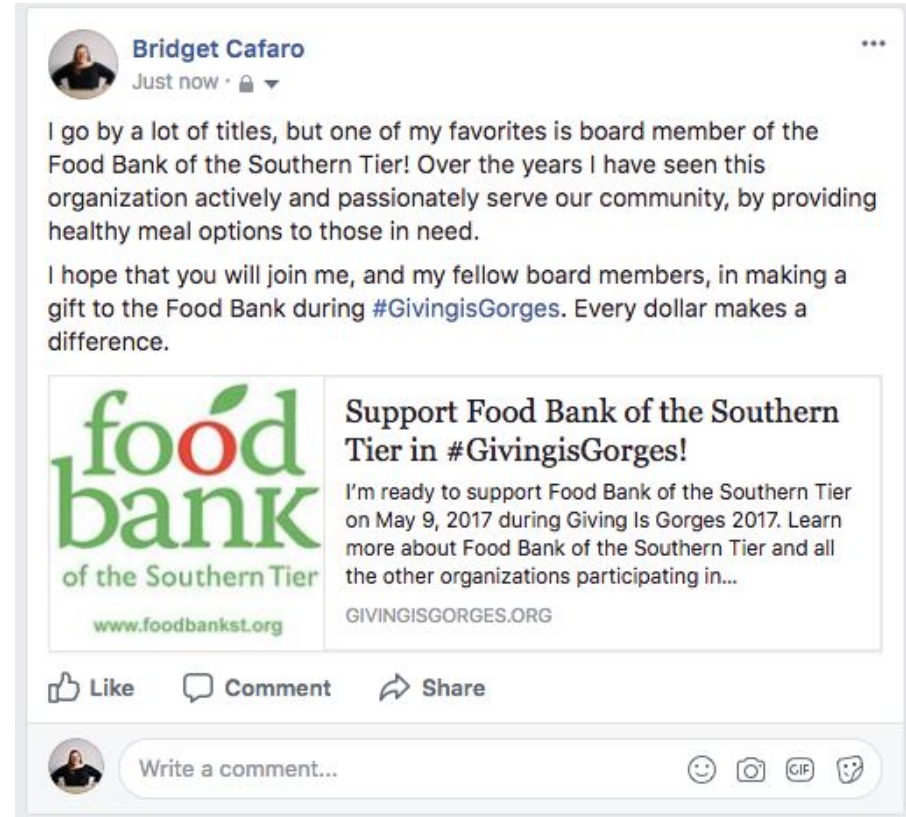 Bridget Cafaro
Just now ·
I go by a lot of titles, but one of my favorites is board member of the
Food Bank of the Southern Tier! Over the years I have seen this
organization actively and passionately serve our community, by providing
healthy meal options to those in need.
I hope that you will join me, and my fellow board members, in making a
gift to the Food Bank during #GivingisGorges. Every dollar makes a
difference.
food
bank
of the Southern Tier
www.foodbankst.org
Support Food Bank of the Southern
Tier in #GivingisGorges!
I'm ready to support Food Bank of the Southern Tier
on May 9, 2017 during Giving Is Gorges 2017. Learn
more about Food Bank of the Southern Tier and all
the other organizations participating in...
GIVINGISGORGES.ORG
Like Comment Share
Write a comment...
GIF